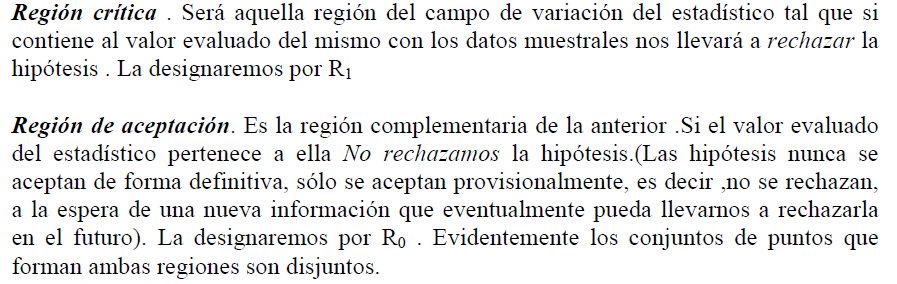 Región crítica . Será aquella región del campo de variación del estadístico tal que si
contiene al valor evaluado del mismo con los datos muestrales nos llevará a rechazar la
hipótesis . La designaremos por R₁
Región de aceptación. Es la región complementaria de la anterior .Si el valor evaluado
del estadístico pertenece a ella No rechazamos la hipótesis.(Las hipótesis nunca se
aceptan de forma definitiva, sólo se aceptan provisionalmente, es decir ,no se rechazan,
a la espera de una nueva información que eventualmente pueda llevarnos a rechazarla
en el futuro). La designaremos por R₀ . Evidentemente los conjuntos de puntos que
forman ambas regiones son disjuntos.